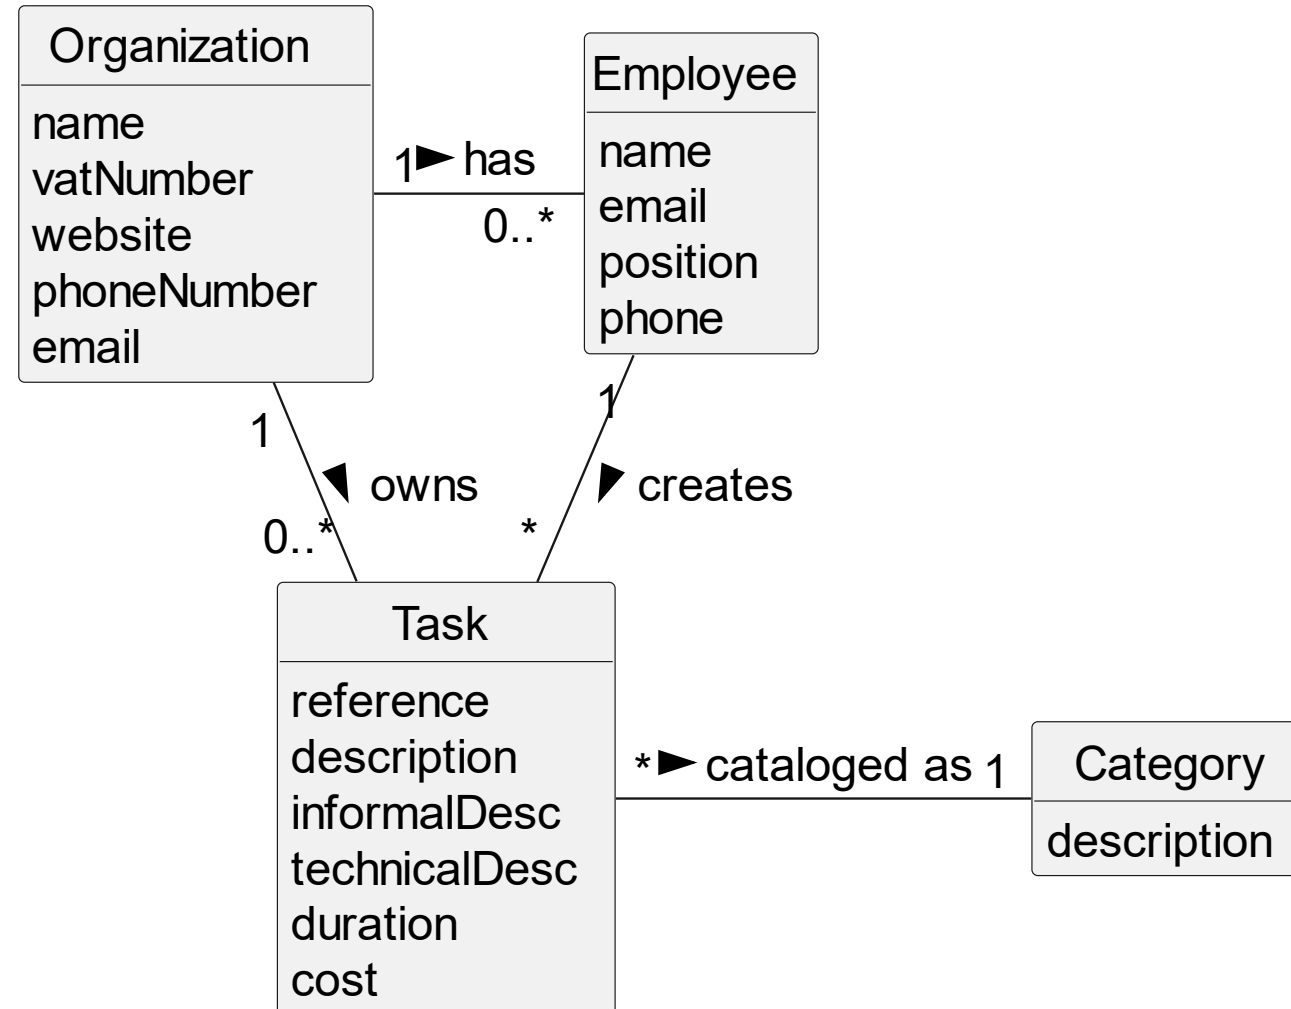 Organization
name
vatNumber
website
phoneNumber
email
1 has
0..*
Employee
name
email
position
phone
1
owns
0..*
1
creates
*
Task
reference
description
informalDesc
technicalDesc
duration
cost
* cataloged as 1
Category
description